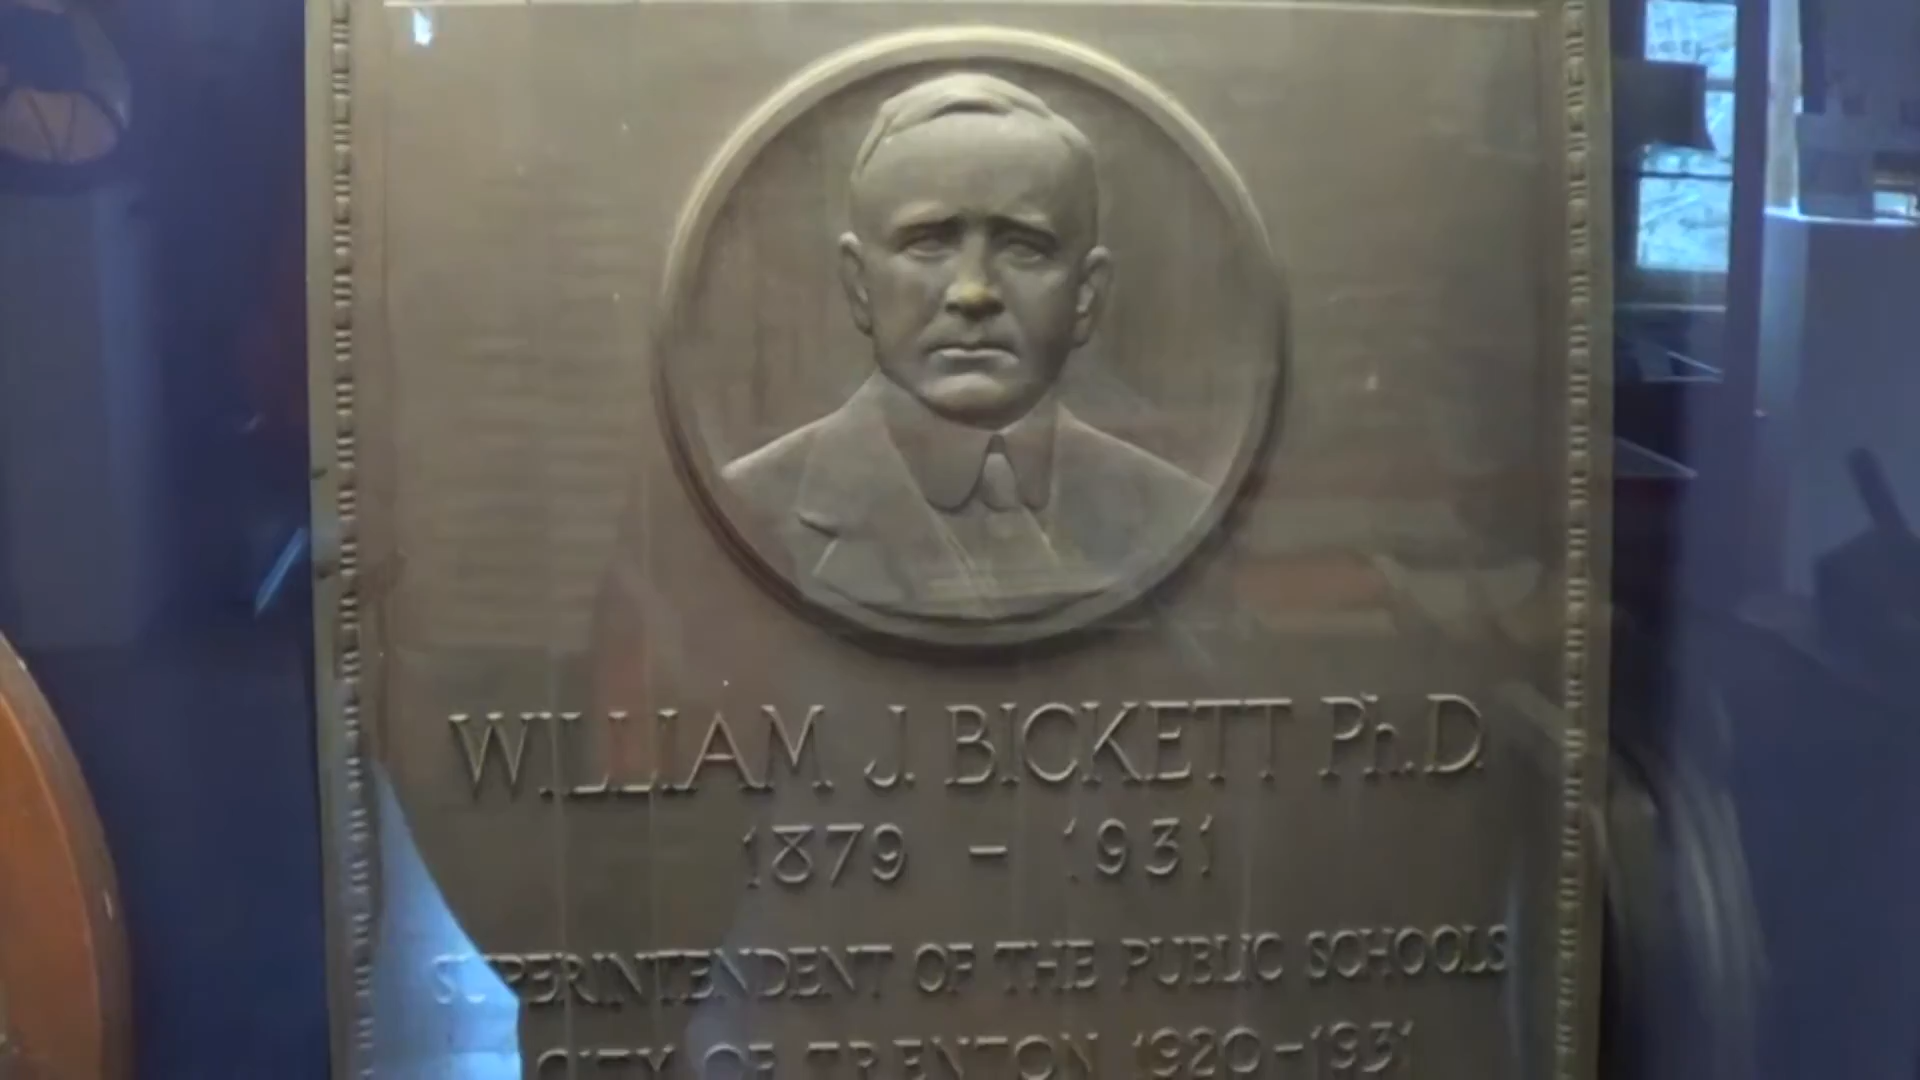 WILLIAM J. BICKETT Ph.D.
1879 - 1931
SUPERINTENDENT OF THE PUBLIC SCHOOLS
CITY OF TRENTON 1920-1931